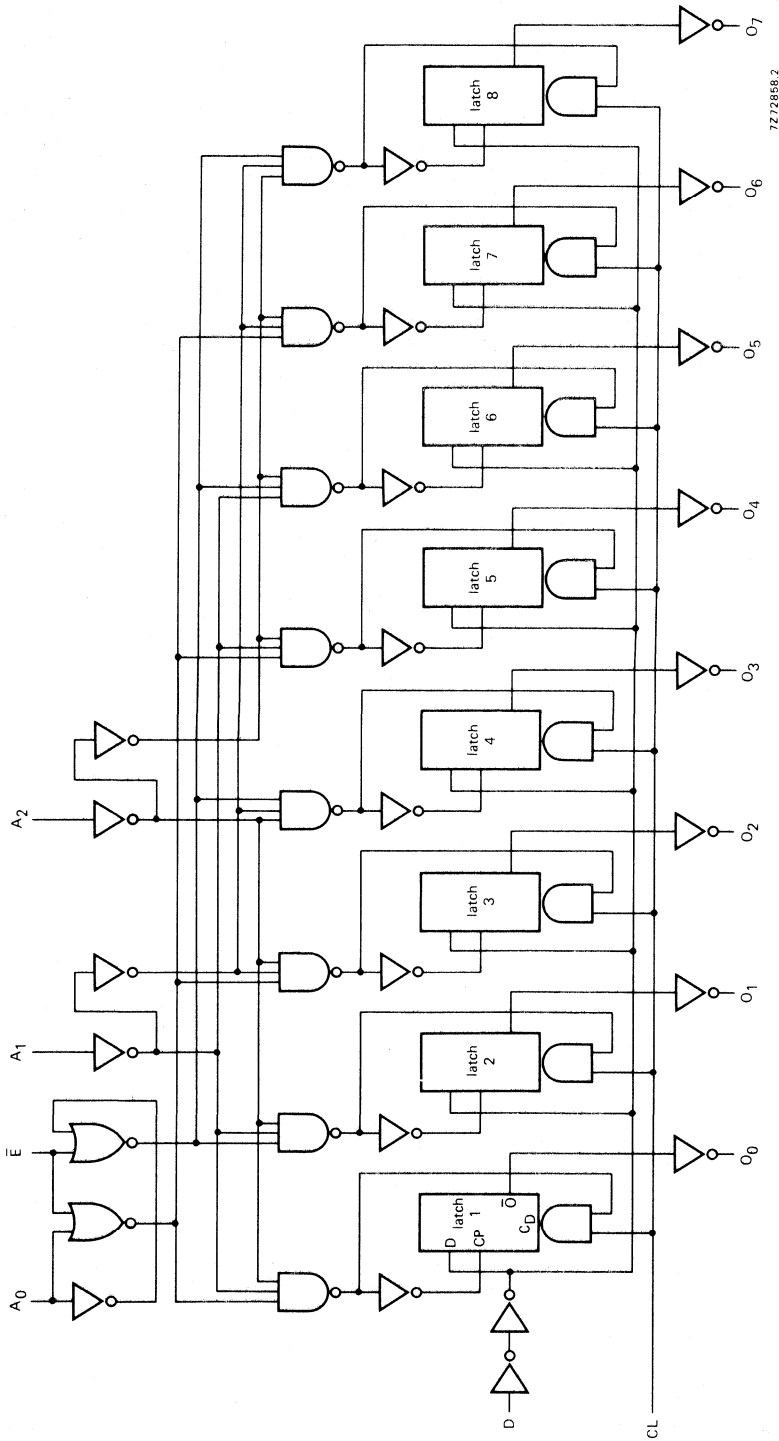 A0
E̅
A1
A2
D
CL
D
latch
1
CP
O̅
CD
latch
2
latch
3
latch
4
latch
5
latch
6
latch
7
latch
8
O0
O1
O2
O3
O4
O5
O6
O7
7Z72858.2